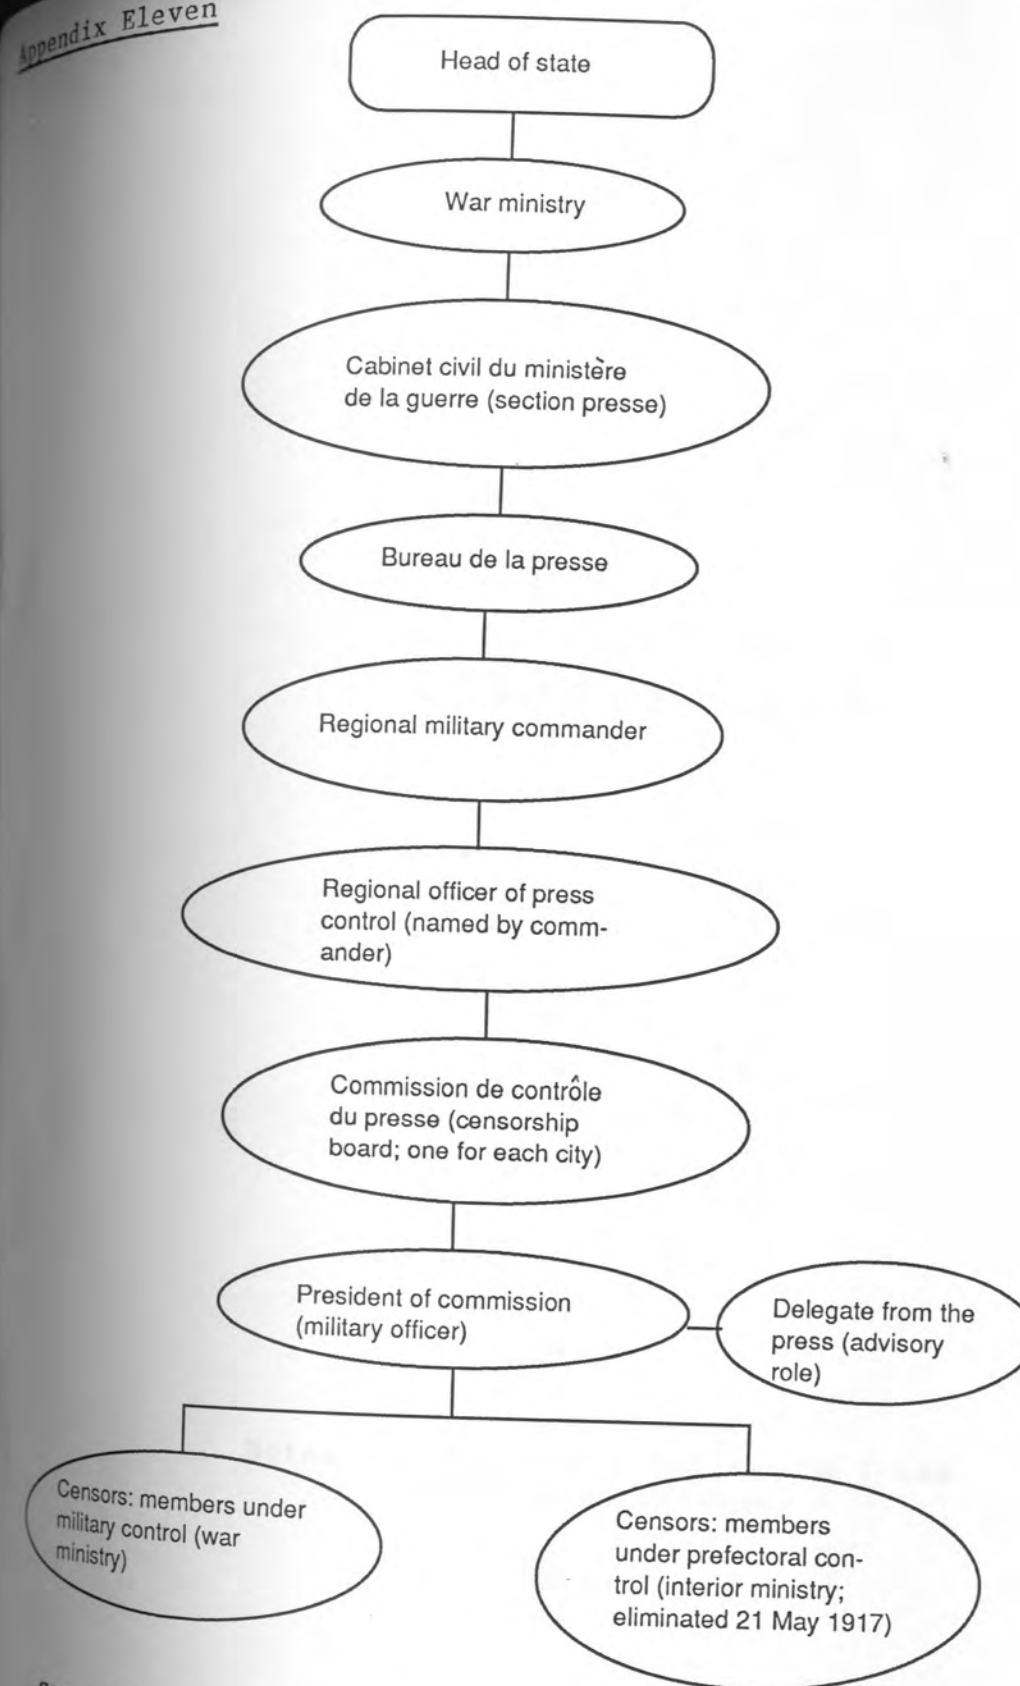 Appendix Eleven
Head of state
War ministry
Cabinet civil du ministère
de la guerre (section presse)
Bureau de la presse
Regional military commander
Regional officer of press
control (named by comm-
ander)
Commission de contrôle
du presse (censorship
board; one for each city)
President of commission
(military officer)
Delegate from the
press (advisory
role)
Censors: members under
military control (war
ministry)
Censors: members
under prefectoral con-
trol (interior ministry;
eliminated 21 May 1917)